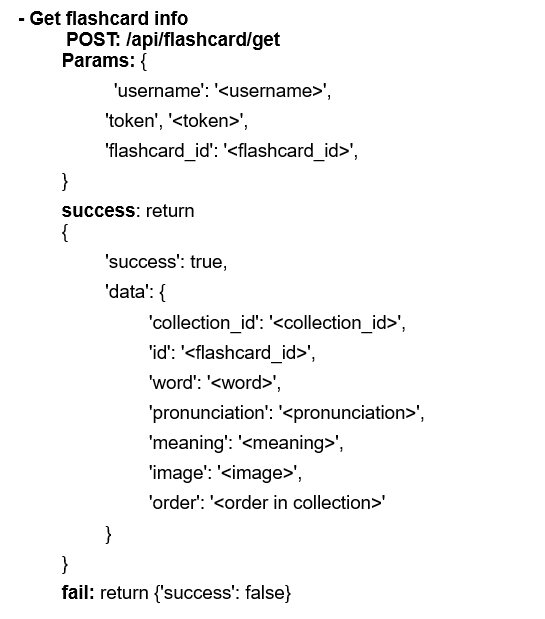 - Get flashcard info
POST: /api/flashcard/get
Params: {
'username': '<username>',
'token', '<token>',
'flashcard_id': '<flashcard_id>',
}
success: return
{
'success': true,
'data': {
'collection_id': '<collection_id>',
'id': '<flashcard_id>',
'word': '<word>',
'pronunciation': '<pronunciation>',
'meaning': '<meaning>',
'image': '<image>',
'order': '<order in collection>'
}
}
fail: return {'success': false}